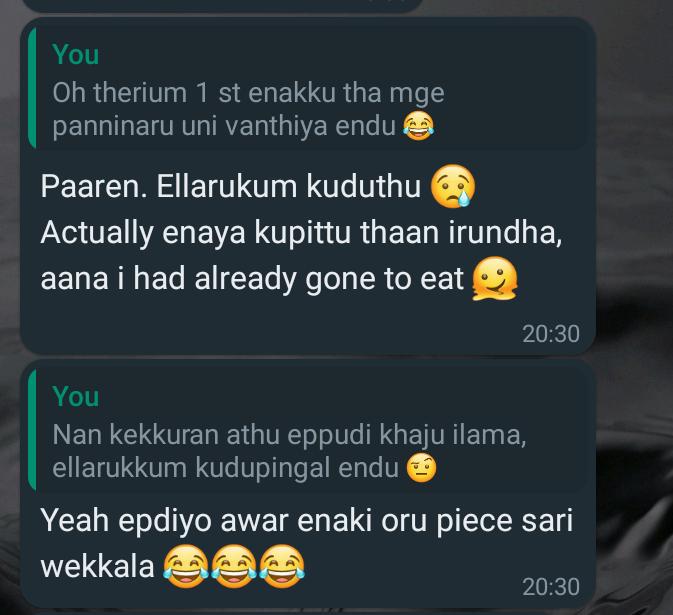 You
Oh therium 1 st enakku tha mge
panninaru uni vanthiya endu 😂
Paaren. Ellarukum kuduthu 😢
Actually enaya kupittu thaan irundha,
aana i had already gone to eat 🫠
20:30
You
Nan kekkuran athu eppudi khaju ilama,
ellarukkum kudupingal endu 🤨
Yeah epdiyo awar enaki oru piece sari
wekkala 😂😂😂
20:30